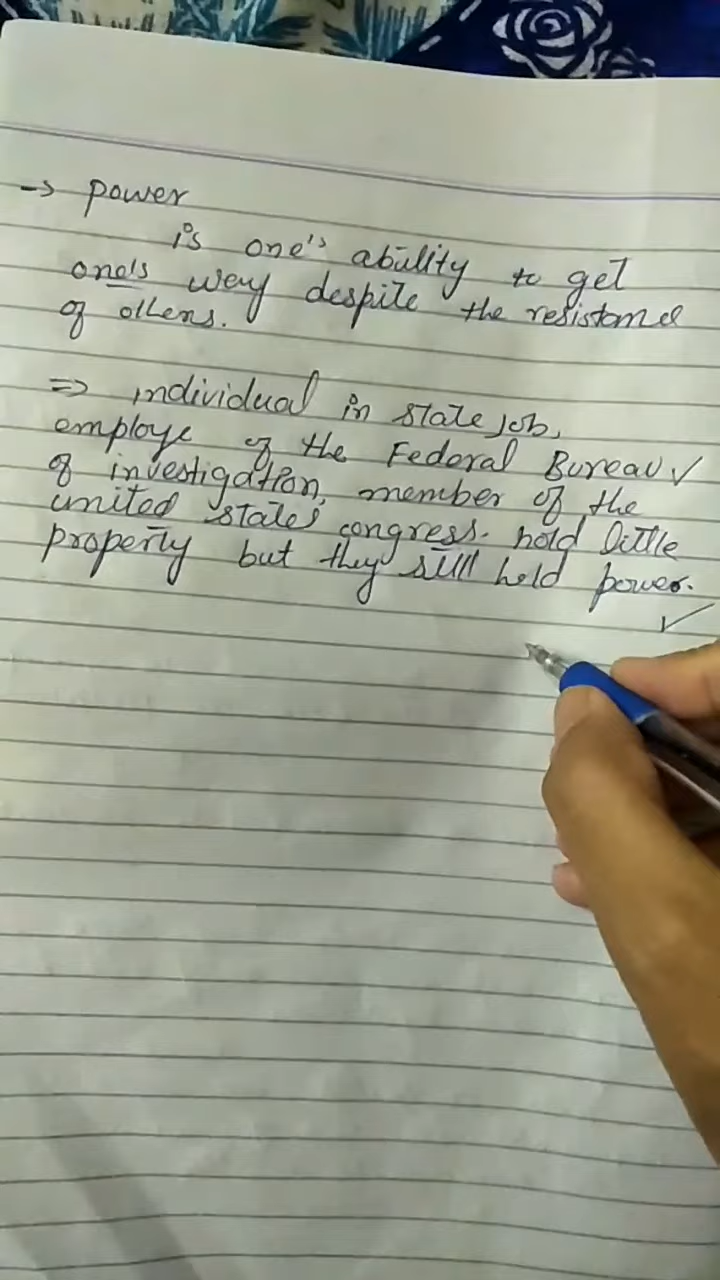 → power
is one's ability to get
one's way despite the resistance
of others.
⇒ individual in state job,
employe of the Federal Bureau ✓
of investigation, member of the
united states congress. hold little
property but they still hold power.
✓